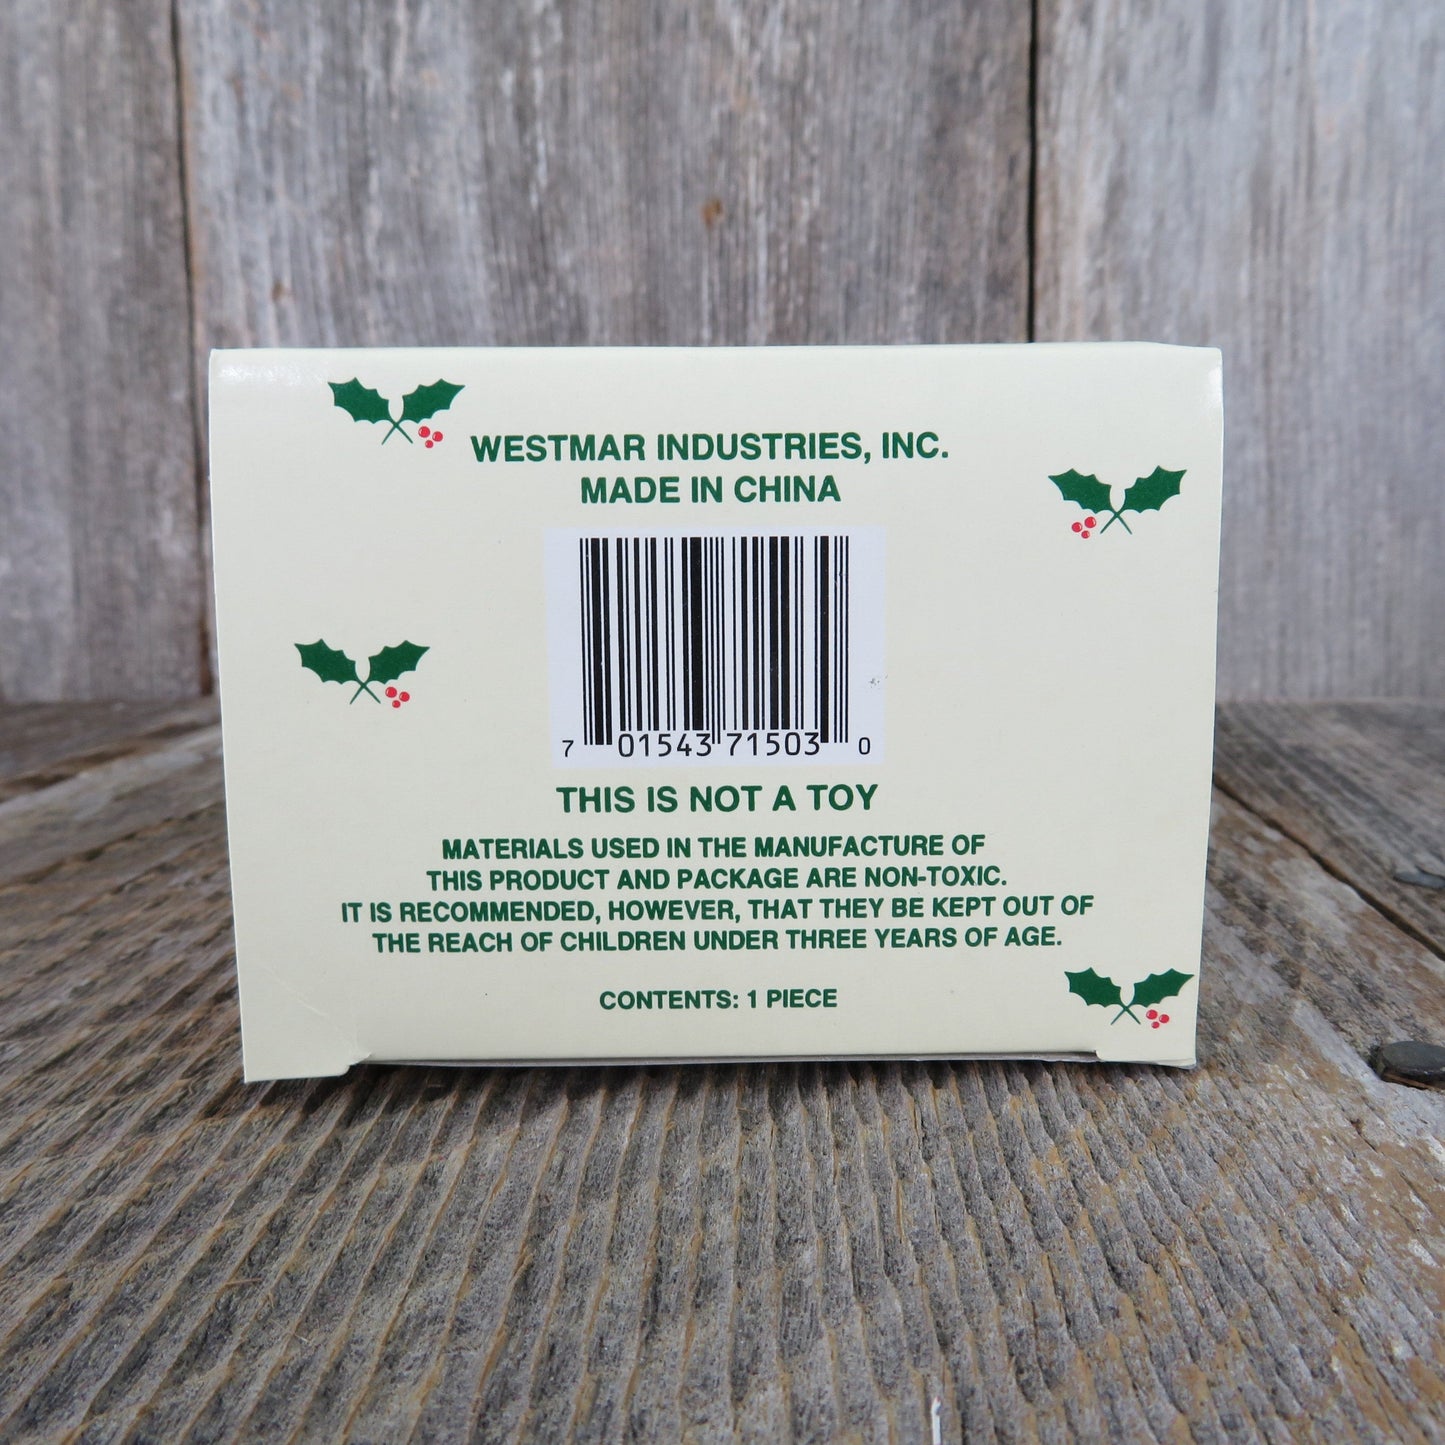 WESTMAR INDUSTRIES, INC.
MADE IN CHINA
7 01543 71503 0
THIS IS NOT A TOY
MATERIALS USED IN THE MANUFACTURE OF
THIS PRODUCT AND PACKAGE ARE NON-TOXIC.
IT IS RECOMMENDED, HOWEVER, THAT THEY BE KEPT OUT OF
THE REACH OF CHILDREN UNDER THREE YEARS OF AGE.
CONTENTS: 1 PIECE